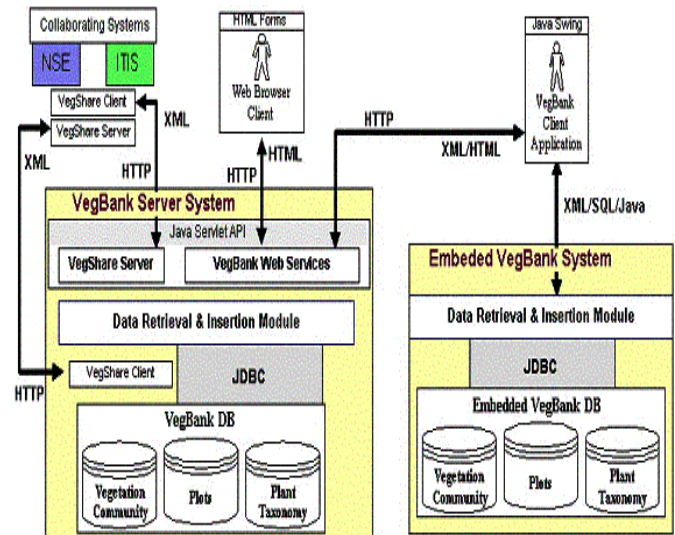 Collaborating Systems
NSE
ITIS
VegShare Client
VegShare Server
XML
XML
HTTP
HTML Forms
Web Browser
Client
HTML
HTTP
HTTP
XML/HTML
Java Swing
VegBank
Client
Application
XML/SQL/Java
VegBank Server System
Java Servlet API
VegShare Server
VegBank Web Services
Data Retrieval & Insertion Module
VegShare Client
HTTP
JDBC
VegBank DB
Vegetation
Community
Plots
Plant
Taxonomy
Embeded VegBank System
Data Retrieval & Insertion Module
JDBC
Embedded VegBank DB
Vegetation
Community
Plots
Plant
Taxonomy